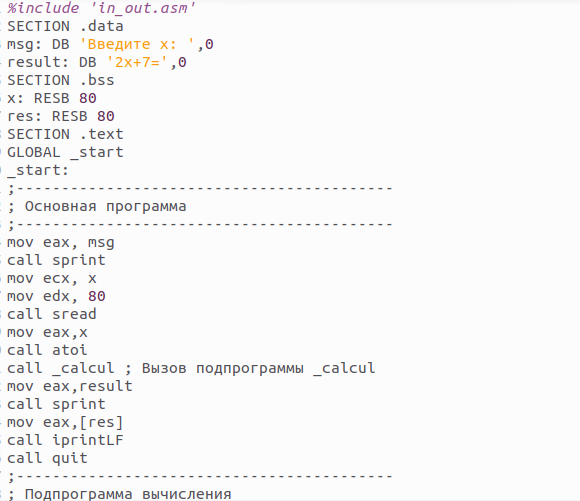 %include 'in_out.asm'
SECTION .data
msg: DB 'Введите x: ',0
result: DB '2x+7=',0
SECTION .bss
x: RESB 80
res: RESB 80
SECTION .text
GLOBAL _start
_start:
;------------------------------------------
; Основная программа
;------------------------------------------
mov eax, msg
call sprint
mov ecx, x
mov edx, 80
call sread
mov eax,x
call atoi
call _calcul ; Вызов подпрограммы _calcul
mov eax,result
call sprint
mov eax,[res]
call iprintLF
call quit
;------------------------------------------
; Подпрограмма вычисления